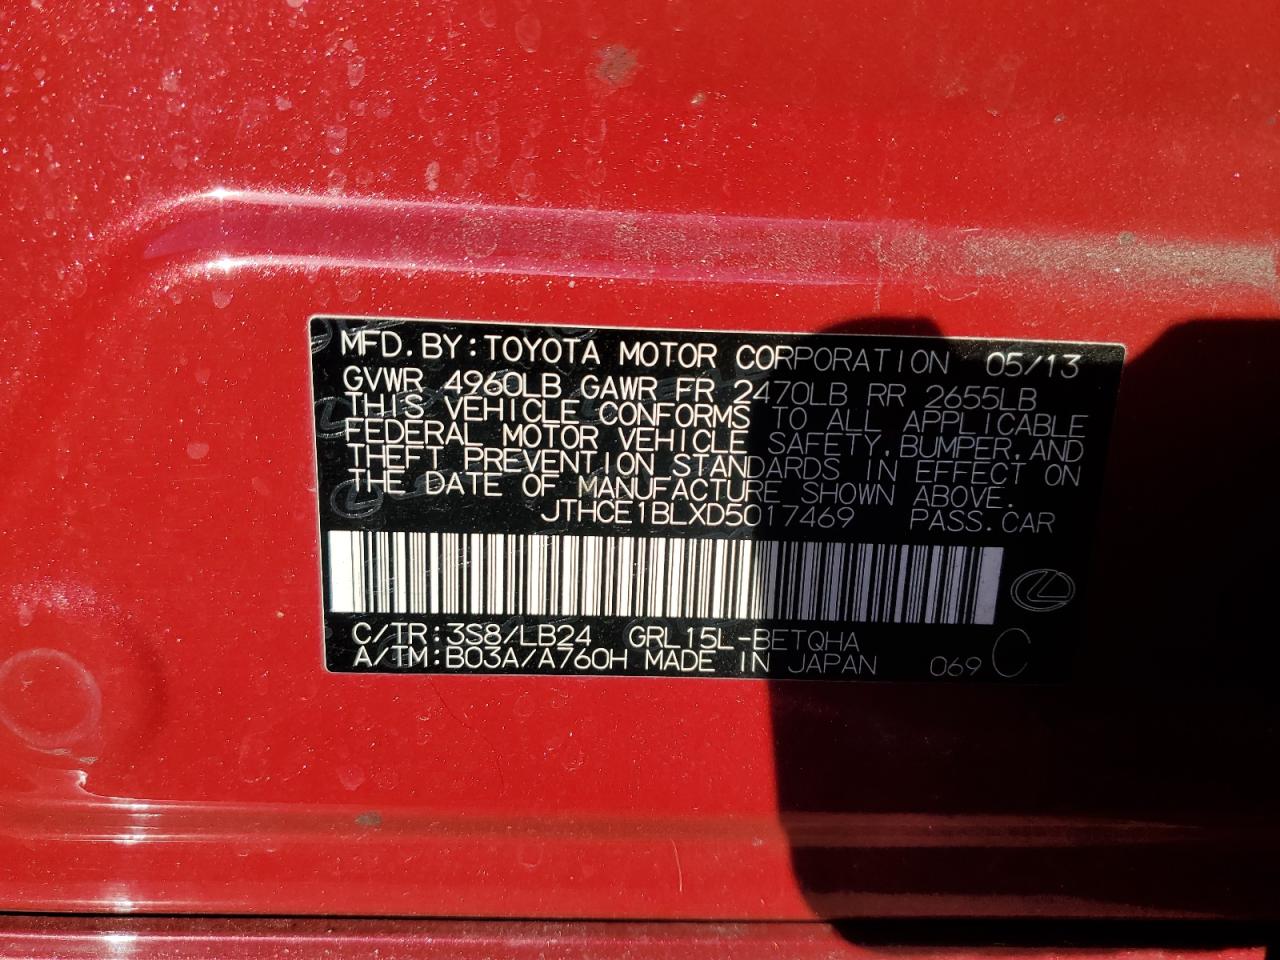 MFD.BY:TOYOTA MOTOR CORPORATION 05/13
GVWR 4960LB GAWR FR 2470LB RR 2655LB
THIS VEHICLE CONFORMS TO ALL APPLICABLE
FEDERAL MOTOR VEHICLE SAFETY,BUMPER,AND
THEFT PREVENTION STANDARDS IN EFFECT ON
THE DATE OF MANUFACTURE SHOWN ABOVE.
JTHCE1BLXD5017469 PASS.CAR
C/TR:3S8/LB24 GRL15L-BETQHA
A/TM:B03A/A760H MADE IN JAPAN 069 C